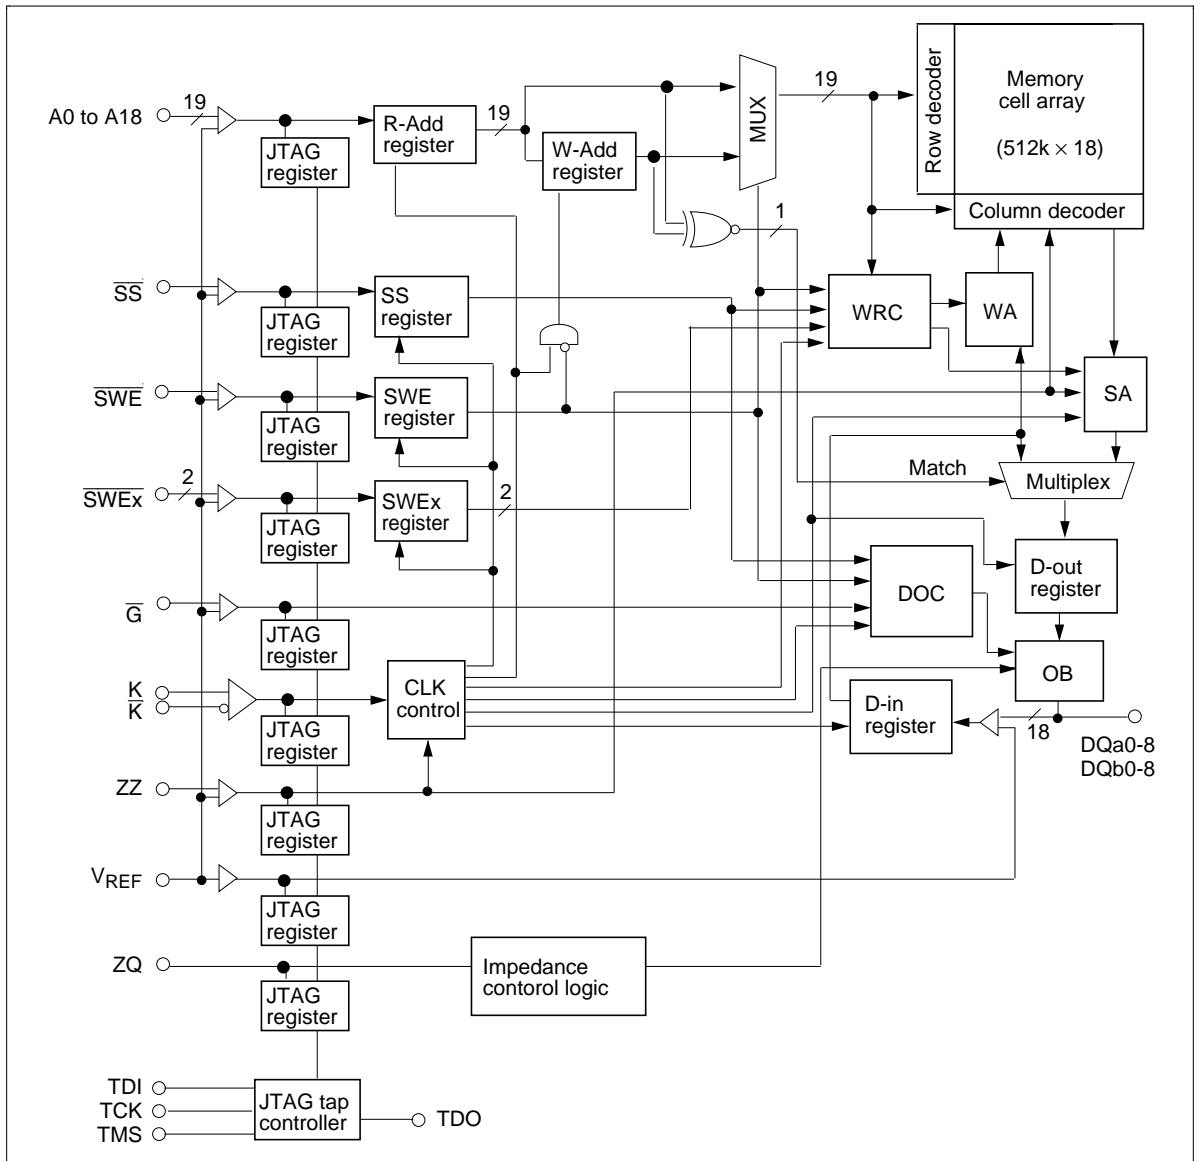 A0 to A18
19
R-Add
register
19
W-Add
register
MUX
19
Row decoder
Memory
cell array
(512k × 18)
Column decoder
JTAG
register
1
SS
JTAG
register
SS
register
WRC
WA
SA
SWE
JTAG
register
SWE
register
SWEx
2
JTAG
register
SWEx
register
2
Match
Multiplex
G
JTAG
register
DOC
D-out
register
K
K
JTAG
register
CLK
control
D-in
register
OB
18
DQa0-8
DQb0-8
ZZ
JTAG
register
VREF
JTAG
register
ZQ
JTAG
register
Impedance
contorol logic
TDI
TCK
TMS
JTAG tap
controller
TDO